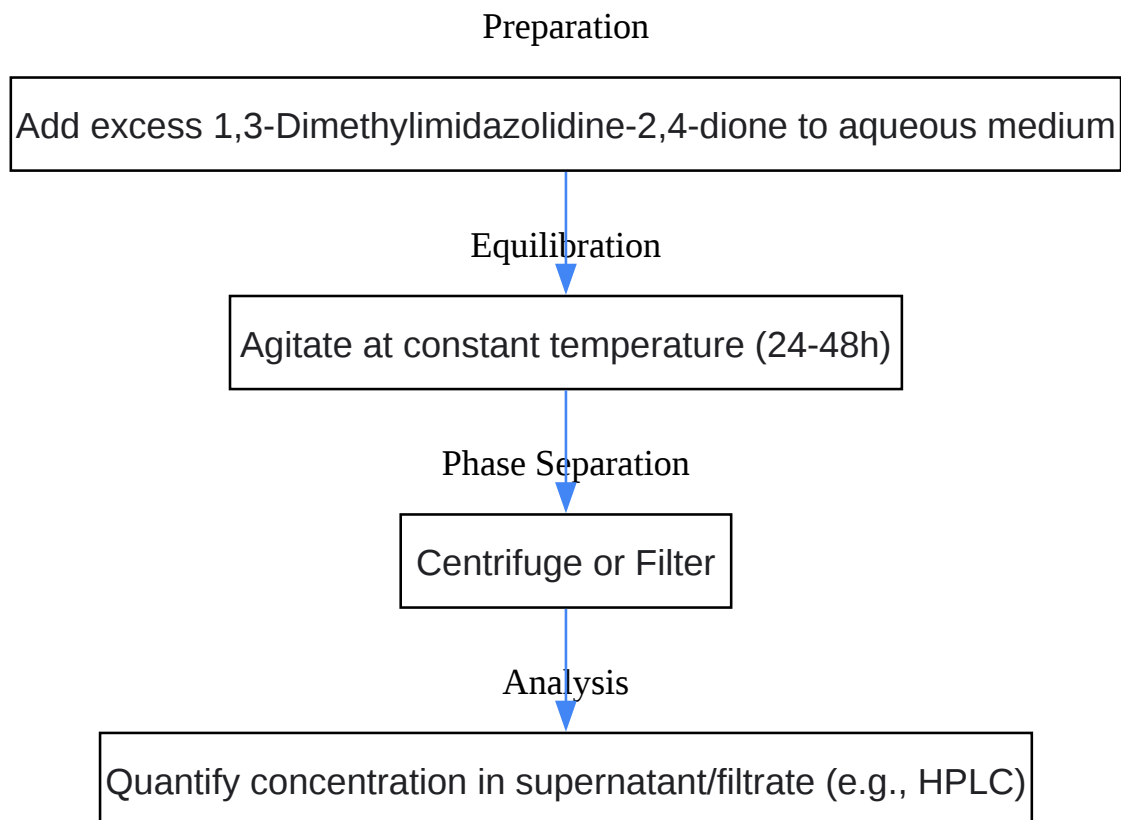 Preparation
Add excess 1,3-Dimethylimidazolidine-2,4-dione to aqueous medium
Equilibration
Agitate at constant temperature (24-48h)
Phase Separation
Centrifuge or Filter
Analysis
Quantify concentration in supernatant/filtrate (e.g., HPLC)